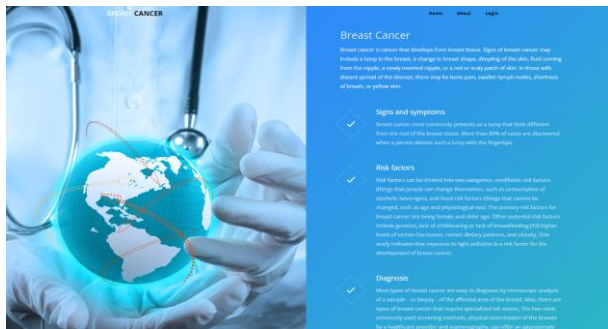 BREAST CANCER
Home About Login
Breast Cancer
Breast cancer is cancer that develops from breast tissue. Signs of breast cancer may
include a lump in the breast, a change in breast shape, dimpling of the skin, fluid coming
from the nipple, a newly inverted nipple, or a red or scaly patch of skin. In those with
distant spread of the disease, there may be bone pain, swollen lymph nodes, shortness
of breath, or yellow skin.
Signs and symptoms
Breast cancer most commonly presents as a lump that feels different
from the rest of the breast tissue. More than 80% of cases are discovered
when a person detects such a lump with the fingertips.
Risk factors
Risk factors can be divided into two categories: modifiable risk factors
(things that people can change themselves, such as consumption of
alcoholic beverages), and fixed risk factors (things that cannot be
changed, such as age and physiological sex). The primary risk factors for
breast cancer are being female and older age. Other potential risk factors
include genetics, lack of childbearing or lack of breastfeeding, higher
levels of certain hormones, certain dietary patterns, and obesity. One
study indicates that exposure to light pollution is a risk factor for the
development of breast cancer.
Diagnosis
Most types of breast cancer are easy to diagnose by microscopic analysis
of a sample - or biopsy - of the affected area of the breast. Also, there are
types of breast cancer that require specialized lab exams. The two most
commonly used screening methods, physical examination of the breasts
by a healthcare provider and mammography, can offer an approximate